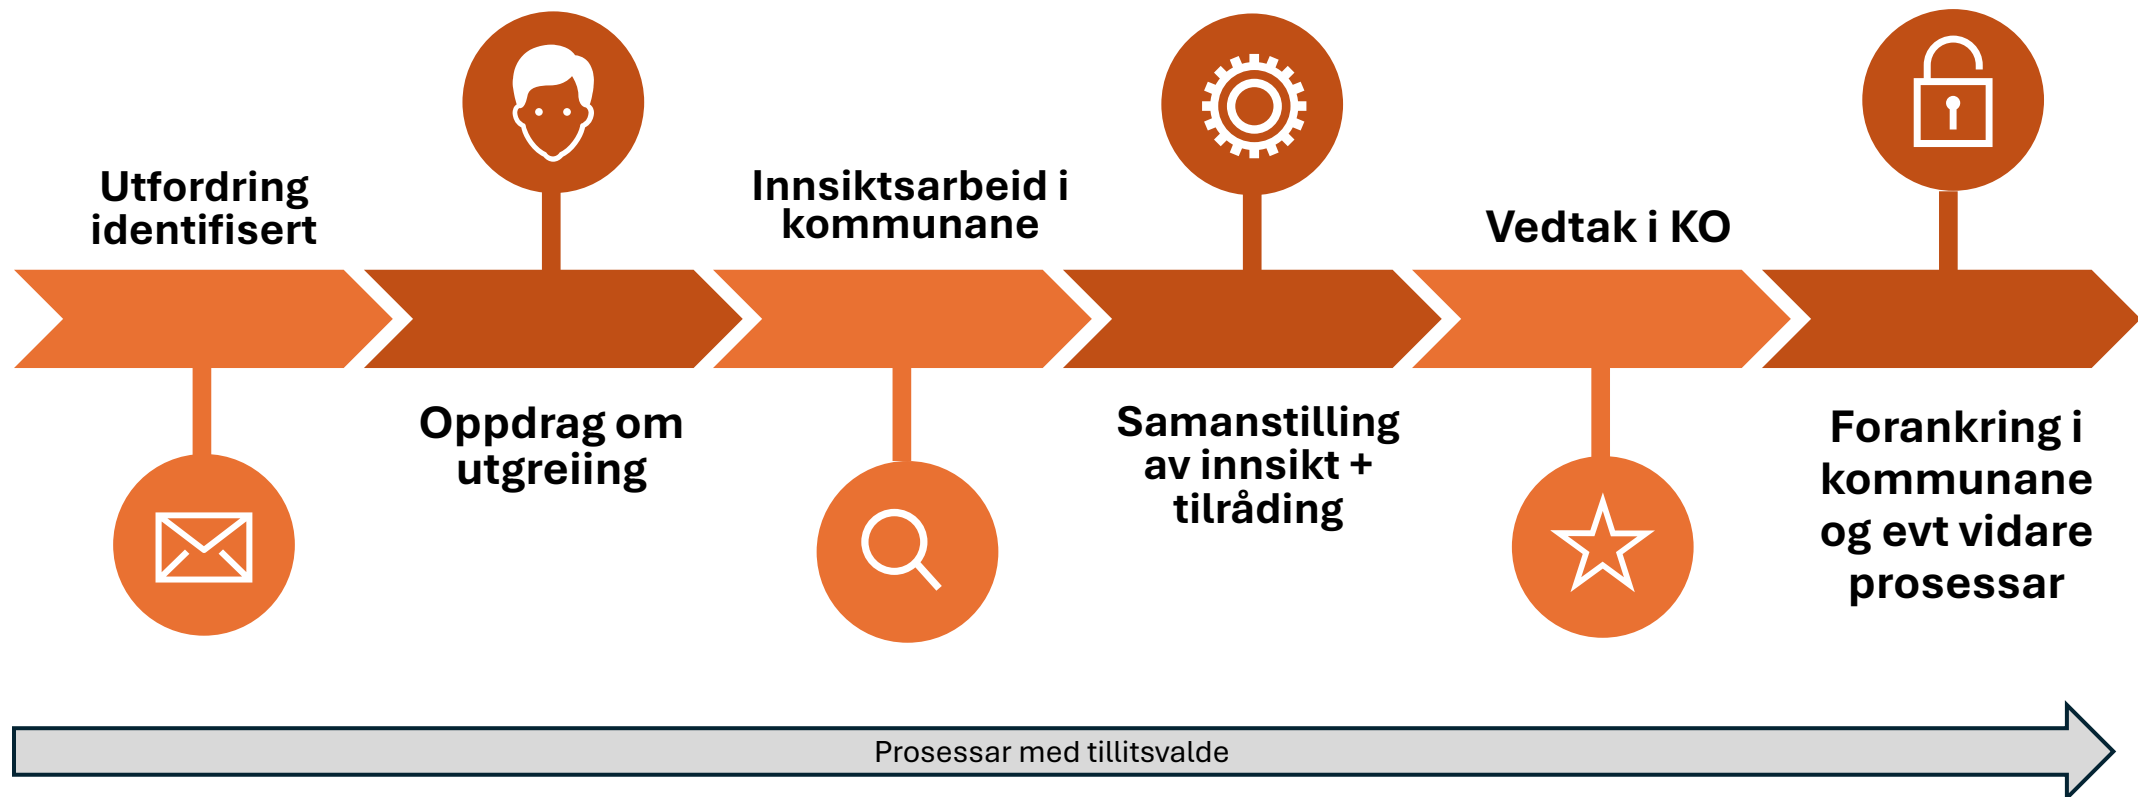 Utfordring
identifisert
Oppdrag om
utgreiing
Innsiktsarbeid i
kommunane
Samanstilling
av innsikt +
tilråding
Vedtak i KO
Forankring i
kommunane
og evt vidare
prosessar
Prosessar med tillitsvalde